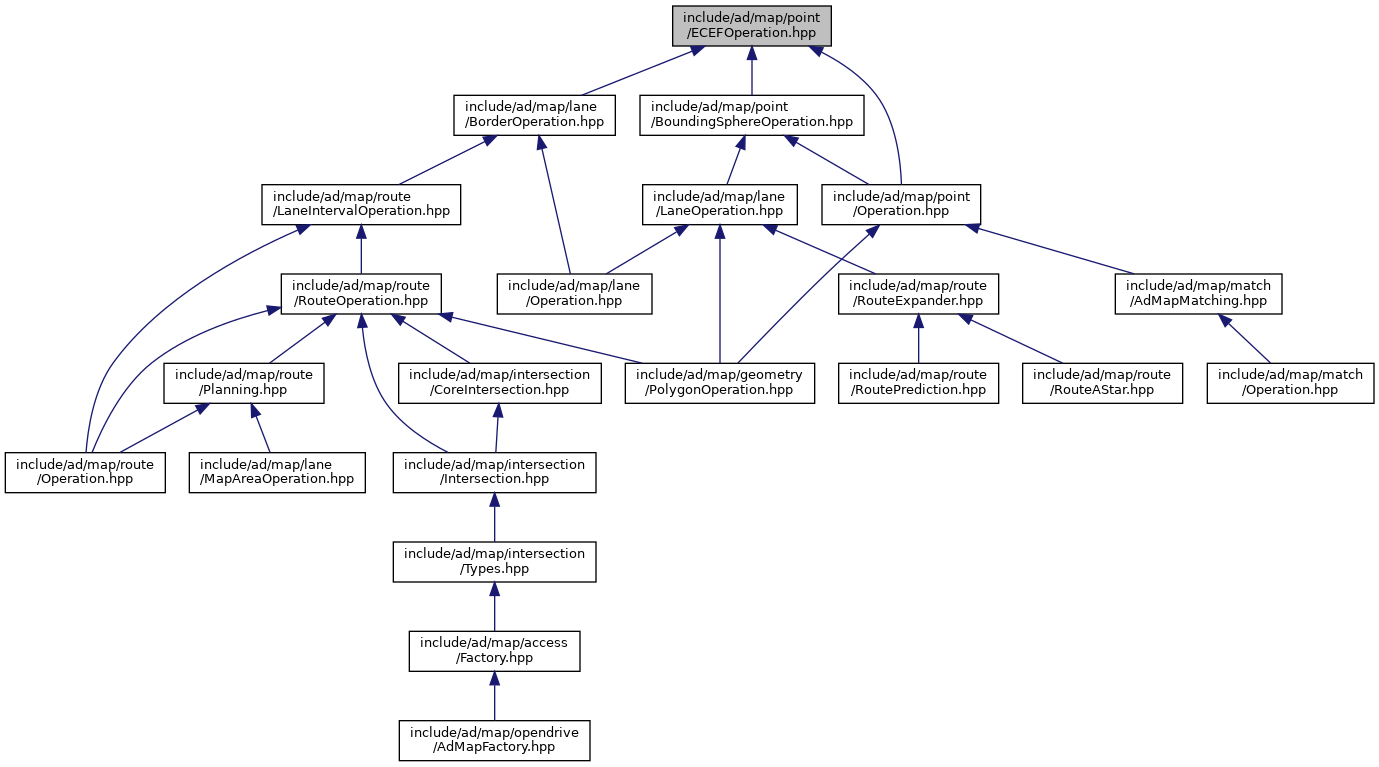 include/ad/map/point
/ECEFOperation.hpp
include/ad/map/lane
/BorderOperation.hpp
include/ad/map/point
/BoundingSphereOperation.hpp
include/ad/map/route
/LaneIntervalOperation.hpp
include/ad/map/lane
/LaneOperation.hpp
include/ad/map/point
/Operation.hpp
include/ad/map/route
/RouteOperation.hpp
include/ad/map/lane
/Operation.hpp
include/ad/map/route
/RouteExpander.hpp
include/ad/map/match
/AdMapMatching.hpp
include/ad/map/route
/Planning.hpp
include/ad/map/intersection
/CoreIntersection.hpp
include/ad/map/geometry
/PolygonOperation.hpp
include/ad/map/route
/RoutePrediction.hpp
include/ad/map/route
/RouteAStar.hpp
include/ad/map/match
/Operation.hpp
include/ad/map/route
/Operation.hpp
include/ad/map/lane
/MapAreaOperation.hpp
include/ad/map/intersection
/Intersection.hpp
include/ad/map/intersection
/Types.hpp
include/ad/map/access
/Factory.hpp
include/ad/map/opendrive
/AdMapFactory.hpp